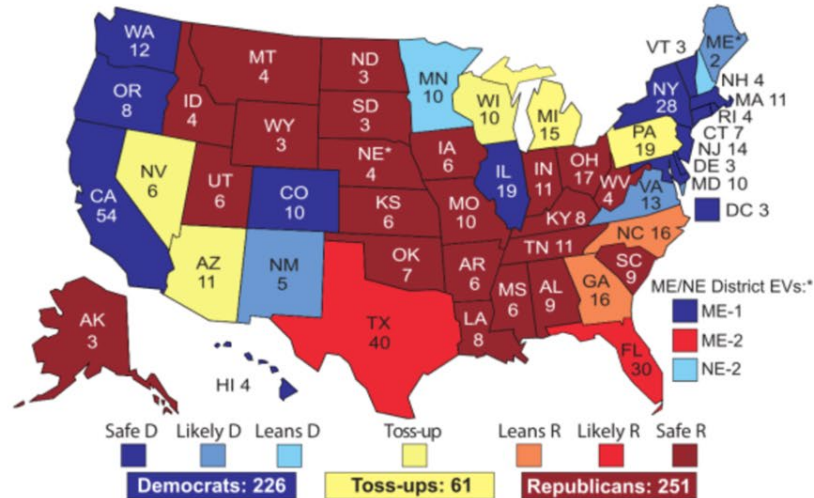 WA
12
OR
8
CA
54
NV
6
ID
4
MT
4
WY
3
UT
6
AZ
11
CO
10
NM
5
ND
3
SD
3
NE*
4
KS
6
OK
7
TX
40
MN
10
IA
6
MO
10
AR
6
LA
8
WI
10
IL
19
MI
15
IN
11
OH
17
KY 8
TN 11
MS
6
AL
9
GA
16
FL
30
SC
9
NC 16
VA
13
WV
4
PA
19
NY
28
VT 3
ME*
2
NH 4
MA 11
RI 4
CT 7
NJ 14
DE 3
MD 10
DC 3
AK
3
HI 4
ME/NE District EVs:*
ME-1
ME-2
NE-2
Safe D
Likely D
Leans D
Toss-up
Leans R
Likely R
Safe R
Democrats: 226
Toss-ups: 61
Republicans: 251